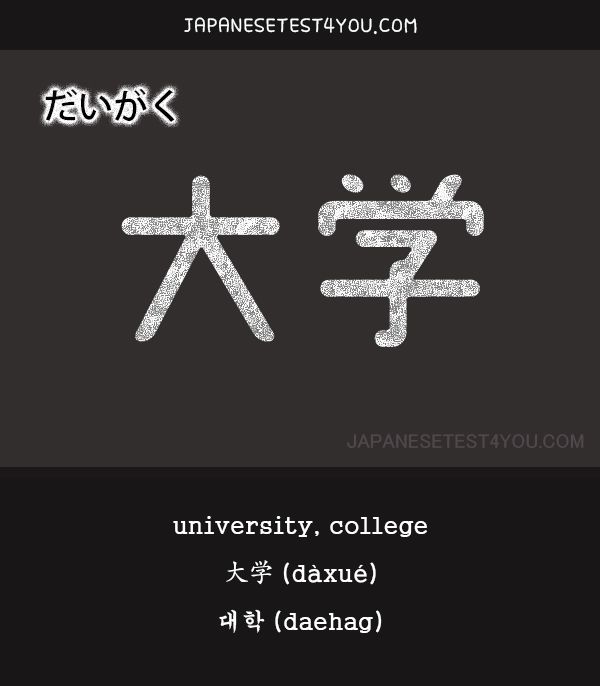 JAPANESETEST4YOU.COM
だいがく
大学
JAPANESETEST4YOU.COM
university, college
大学 (dàxué)
대학 (daehag)